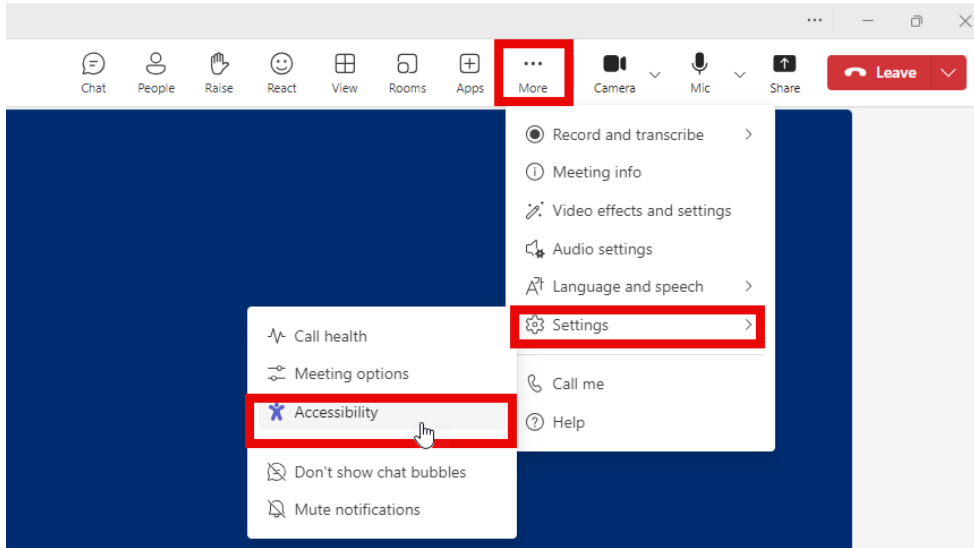 Chat People Raise React View Rooms Apps More Camera Mic Share Leave
Record and transcribe
Meeting info
Video effects and settings
Audio settings
Language and speech
Settings
Call me
Help
Call health
Meeting options
Accessibility
Don't show chat bubbles
Mute notifications